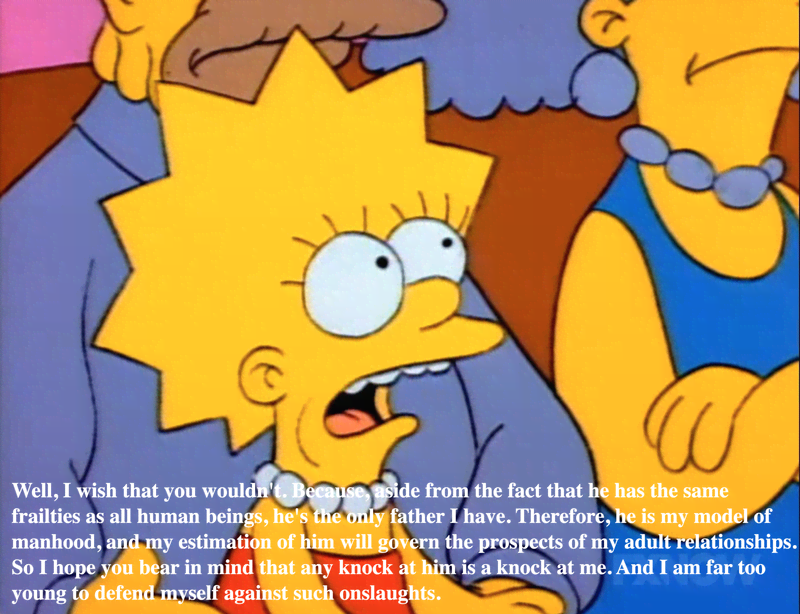 Well, I wish that you wouldn't. Because, aside from the fact that he has the same
frailties as all human beings, he's the only father I have. Therefore, he is my model of
manhood, and my estimation of him will govern the prospects of my adult relationships.
So I hope you bear in mind that any knock at him is a knock at me. And I am far too
young to defend myself against such onslaughts.